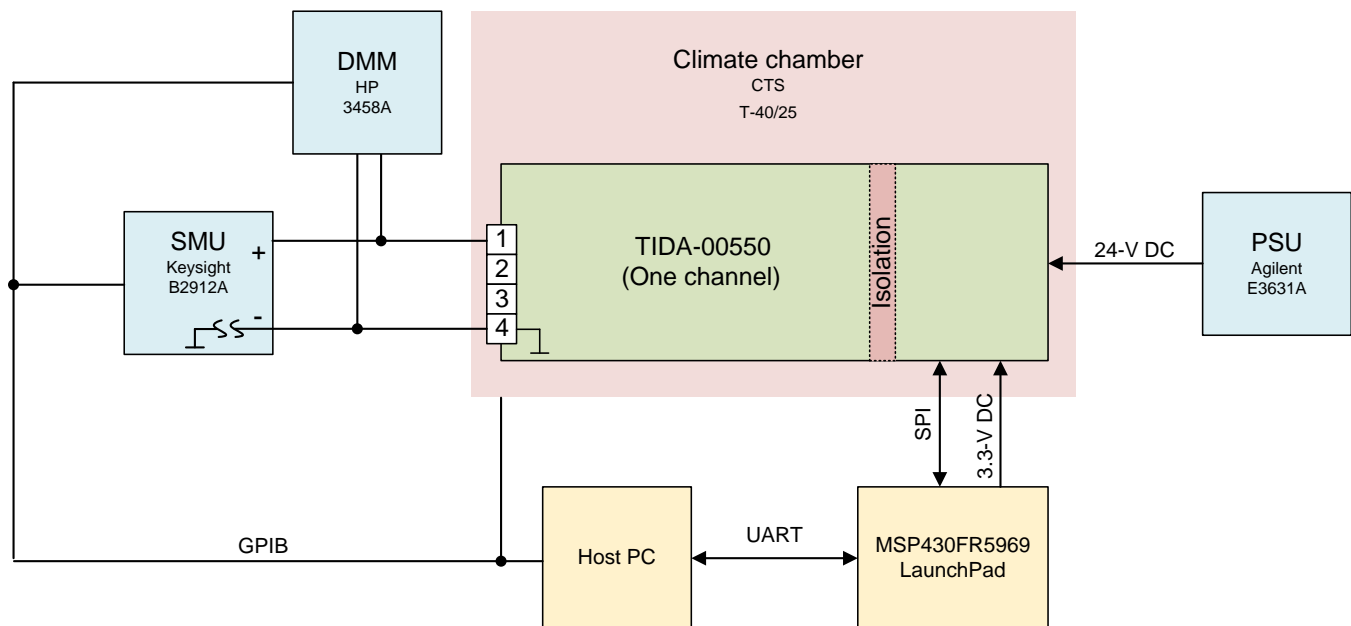 DMM
HP
3458A
Climate chamber
CTS
T-40/25
SMU
Keysight
B2912A
+
-
1
2
3
4
TIDA-00550
(One channel)
Isolation
24-V DC
PSU
Agilent
E3631A
SPI
3.3-V DC
GPIB
Host PC
UART
MSP430FR5969
LaunchPad